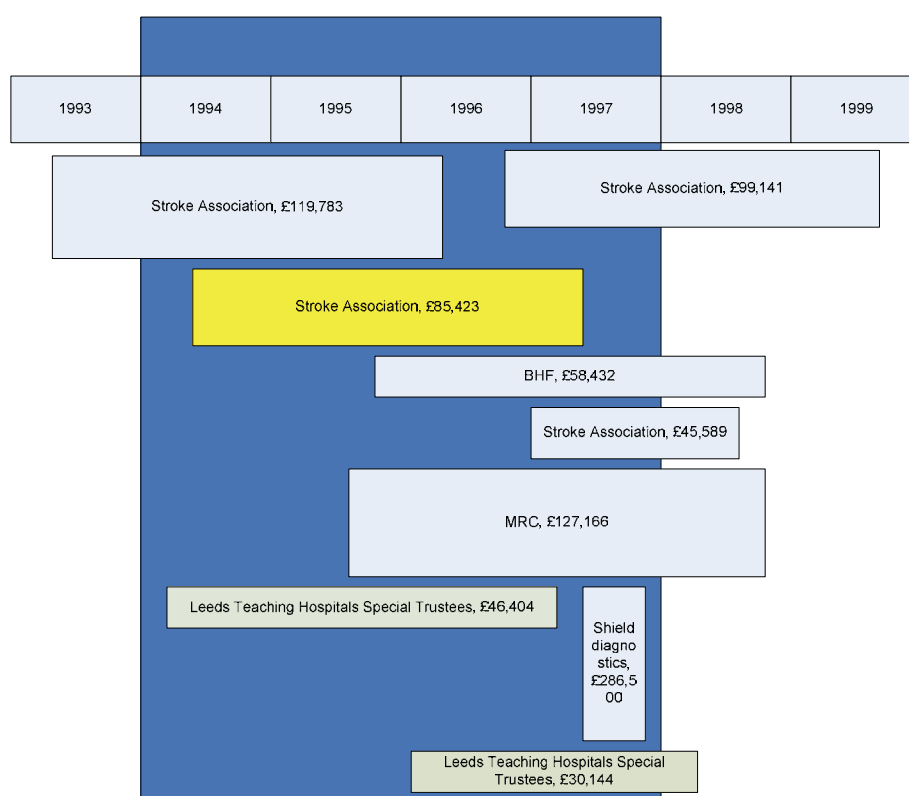 1993 1994 1995 1996 1997 1998 1999
Stroke Association, £119,783
Stroke Association, £99,141
Stroke Association, £85,423
BHF, £58,432
Stroke Association, £45,589
MRC, £127,166
Leeds Teaching Hospitals Special Trustees, £46,404
Shield
diagno
stics,
£286,5
00
Leeds Teaching Hospitals Special
Trustees, £30,144